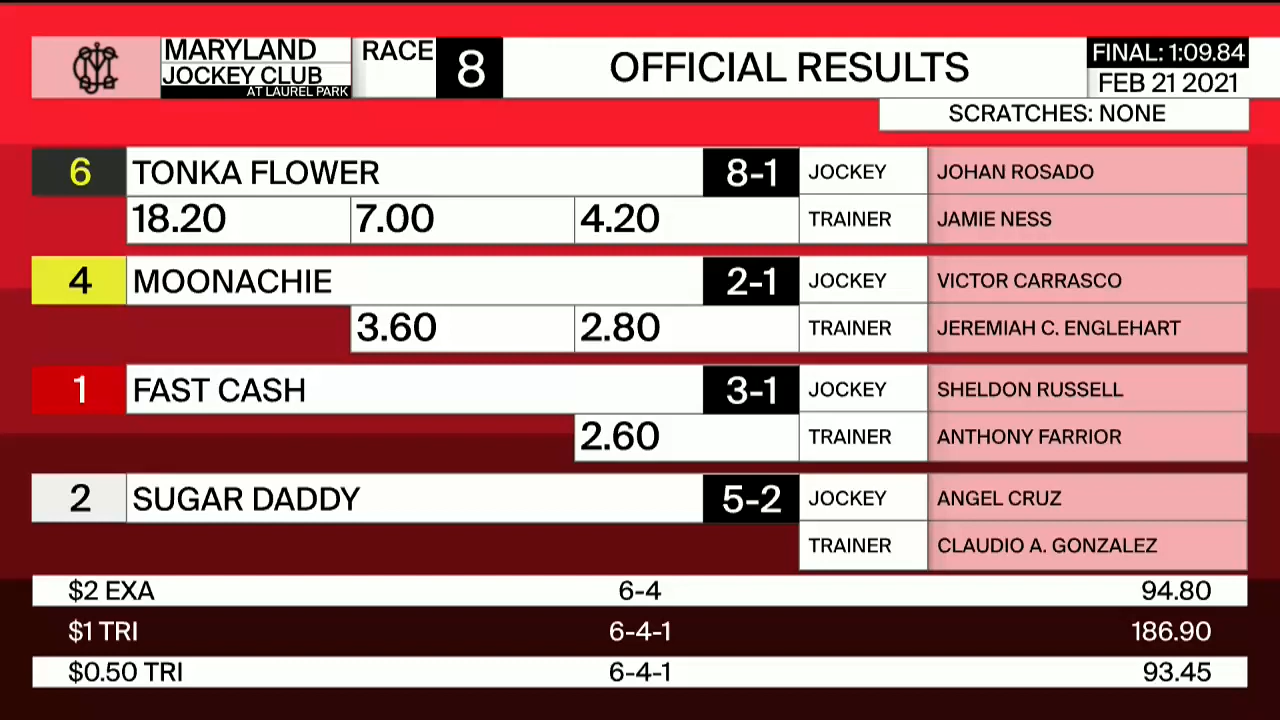 MARYLAND
JOCKEY CLUB
AT LAUREL PARK
RACE 8
OFFICIAL RESULTS
FINAL: 1:09.84
FEB 21 2021
SCRATCHES: NONE
6 TONKA FLOWER 8-1 JOCKEY JOHAN ROSADO
18.20 7.00 4.20 TRAINER JAMIE NESS
4 MOONACHIE 2-1 JOCKEY VICTOR CARRASCO
3.60 2.80 TRAINER JEREMIAH C. ENGLEHART
1 FAST CASH 3-1 JOCKEY SHELDON RUSSELL
2.60 TRAINER ANTHONY FARRIOR
2 SUGAR DADDY 5-2 JOCKEY ANGEL CRUZ
TRAINER CLAUDIO A. GONZALEZ
$2 EXA 6-4 94.80
$1 TRI 6-4-1 186.90
$0.50 TRI 6-4-1 93.45